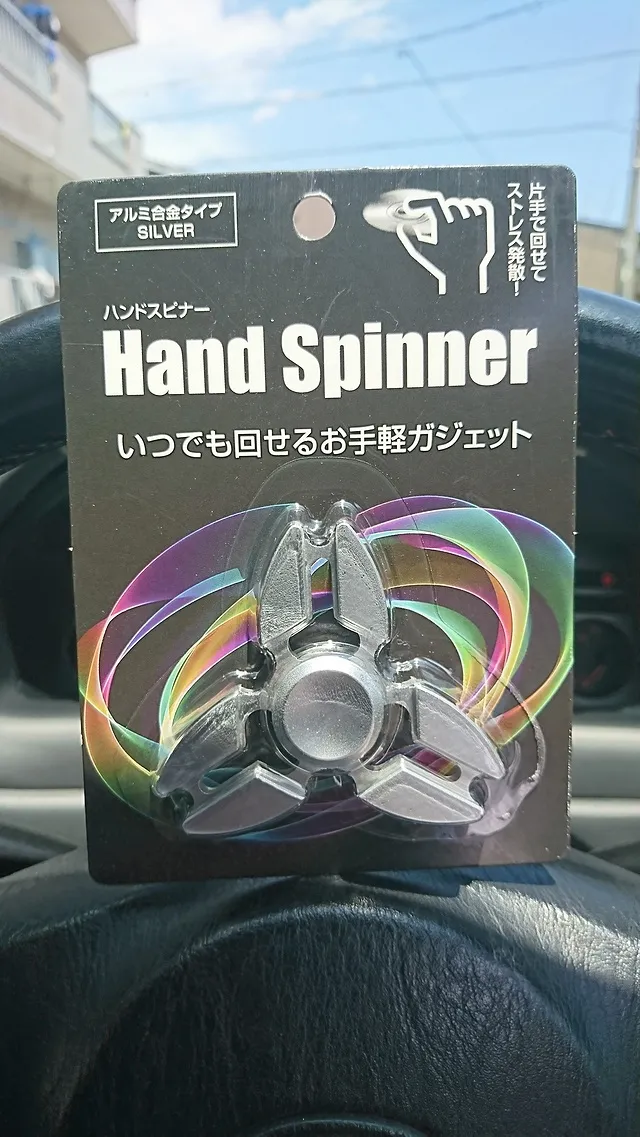 アルミ合金タイプ
SILVER
片手で回せて
ストレス発散！
ハンドスピナー
Hand Spinner
いつでも回せるお手軽ガジェット